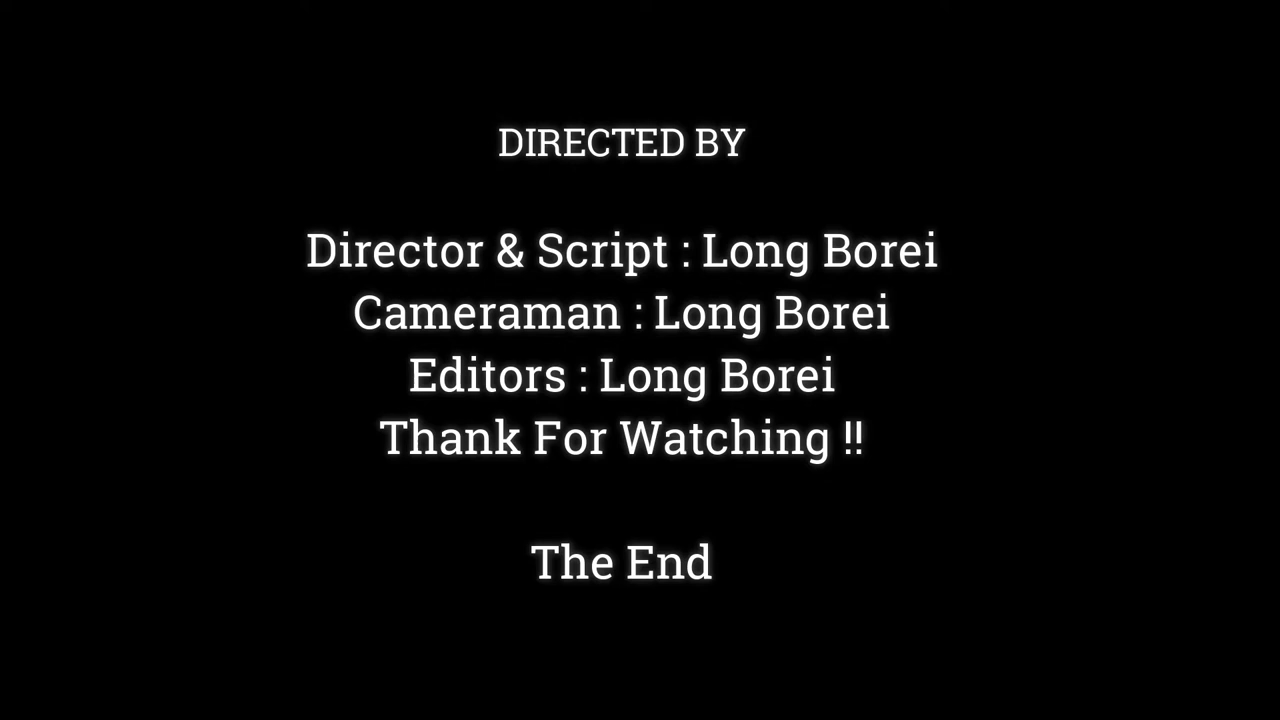 DIRECTED BY
Director & Script : Long Borei
Cameraman : Long Borei
Editors : Long Borei
Thank For Watching !!
The End